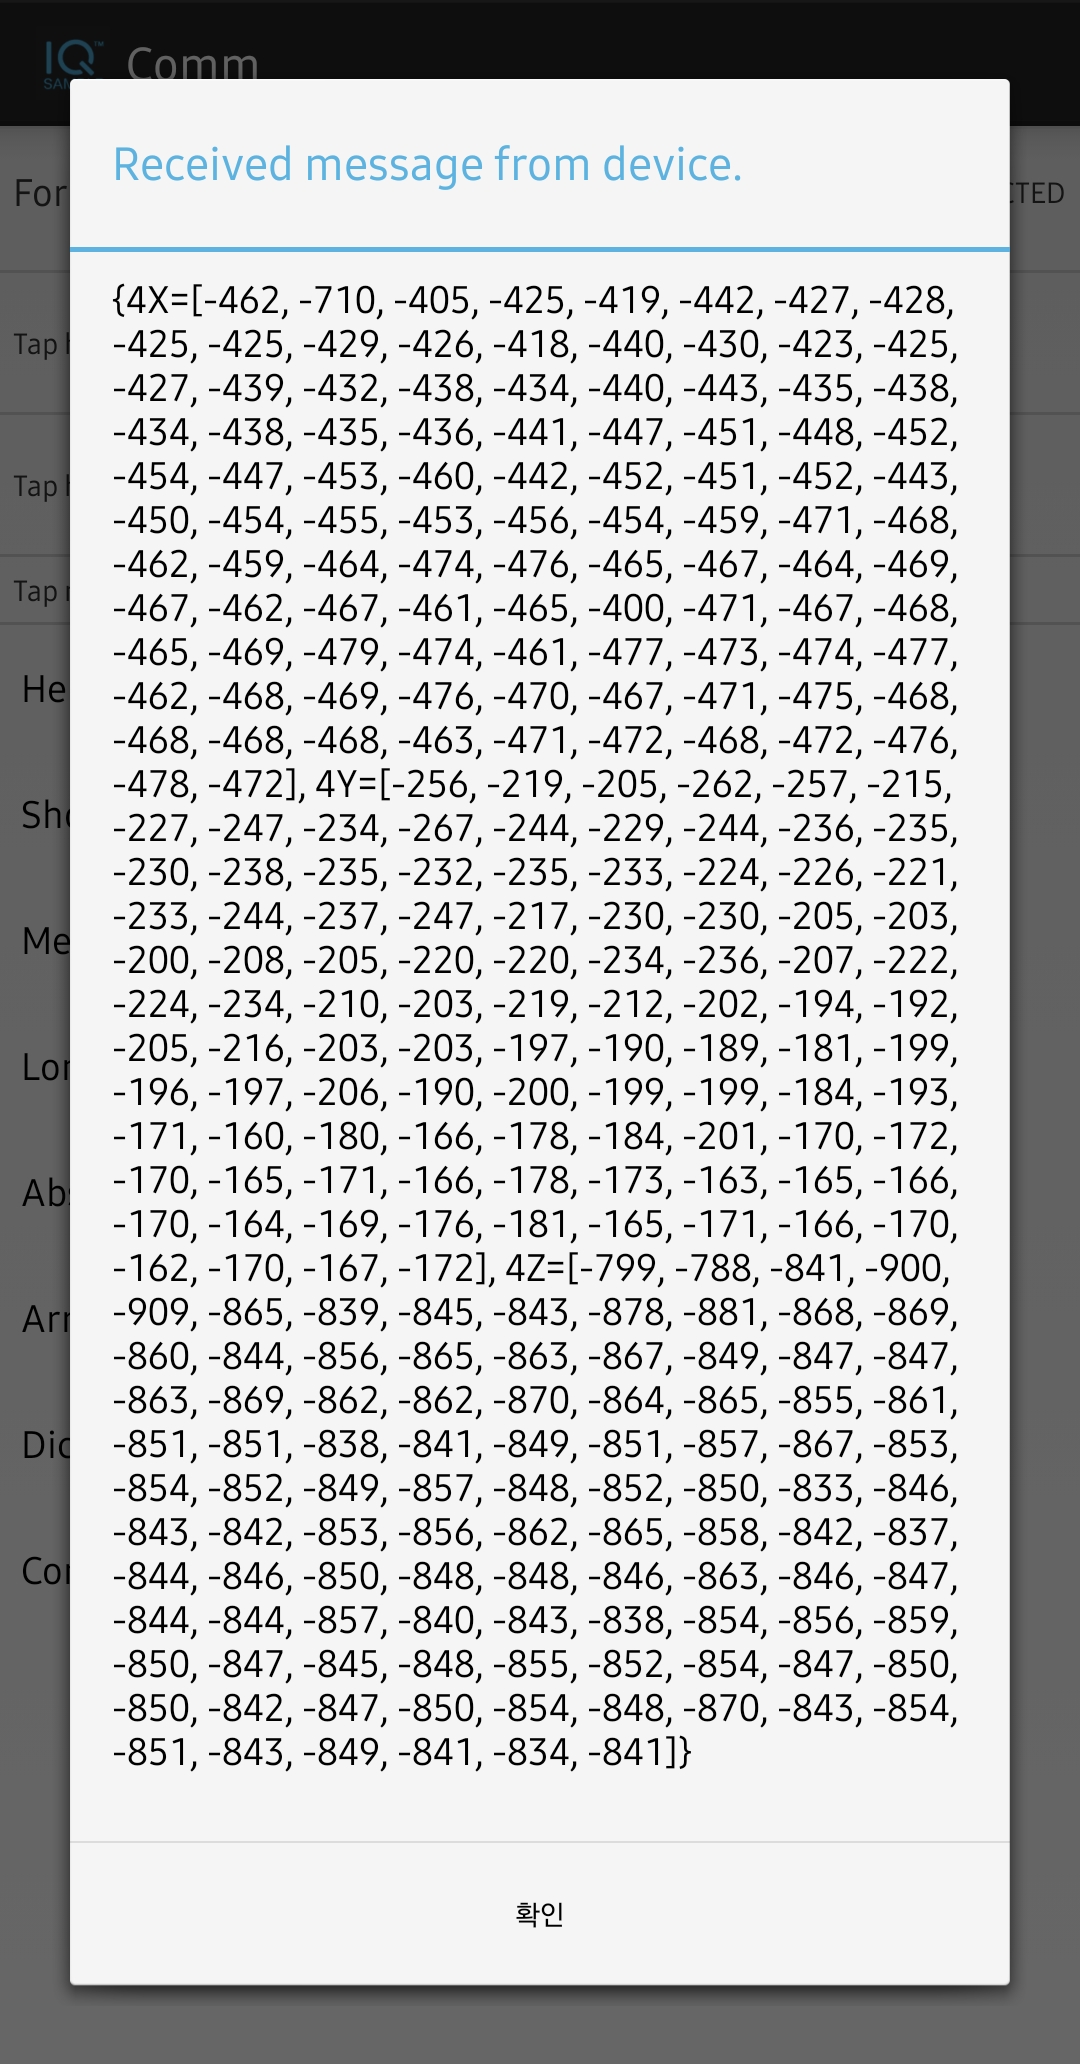 IQ™
SAM
Comm
Received message from device.
For
CTED
{4X=[-462, -710, -405, -425, -419, -442, -427, -428,
-425, -425, -429, -426, -418, -440, -430, -423, -425,
-427, -439, -432, -438, -434, -440, -443, -435, -438,
-434, -438, -435, -436, -441, -447, -451, -448, -452,
-454, -447, -453, -460, -442, -452, -451, -452, -443,
-450, -454, -455, -453, -456, -454, -459, -471, -468,
-462, -459, -464, -474, -476, -465, -467, -464, -469,
-467, -462, -467, -461, -465, -400, -471, -467, -468,
-465, -469, -479, -474, -461, -477, -473, -474, -477,
-462, -468, -469, -476, -470, -467, -471, -475, -468,
-468, -468, -468, -463, -471, -472, -468, -472, -476,
-478, -472], 4Y=[-256, -219, -205, -262, -257, -215,
-227, -247, -234, -267, -244, -229, -244, -236, -235,
-230, -238, -235, -232, -235, -233, -224, -226, -221,
-233, -244, -237, -247, -217, -230, -230, -205, -203,
-200, -208, -205, -220, -220, -234, -236, -207, -222,
-224, -234, -210, -203, -219, -212, -202, -194, -192,
-205, -216, -203, -203, -197, -190, -189, -181, -199,
-196, -197, -206, -190, -200, -199, -199, -184, -193,
-171, -160, -180, -166, -178, -184, -201, -170, -172,
-170, -165, -171, -166, -178, -173, -163, -165, -166,
-170, -164, -169, -176, -181, -165, -171, -166, -170,
-162, -170, -167, -172], 4Z=[-799, -788, -841, -900,
-909, -865, -839, -845, -843, -878, -881, -868, -869,
-860, -844, -856, -865, -863, -867, -849, -847, -847,
-863, -869, -862, -862, -870, -864, -865, -855, -861,
-851, -851, -838, -841, -849, -851, -857, -867, -853,
-854, -852, -849, -857, -848, -852, -850, -833, -846,
-843, -842, -853, -856, -862, -865, -858, -842, -837,
-844, -846, -850, -848, -848, -846, -863, -846, -847,
-844, -844, -857, -840, -843, -838, -854, -856, -859,
-850, -847, -845, -848, -855, -852, -854, -847, -850,
-850, -842, -847, -850, -854, -848, -870, -843, -854,
-851, -843, -849, -841, -834, -841]}
Tap
Tap
Tap
He
Sho
Me
Lon
Abs
Arr
Dic
Cor
확인